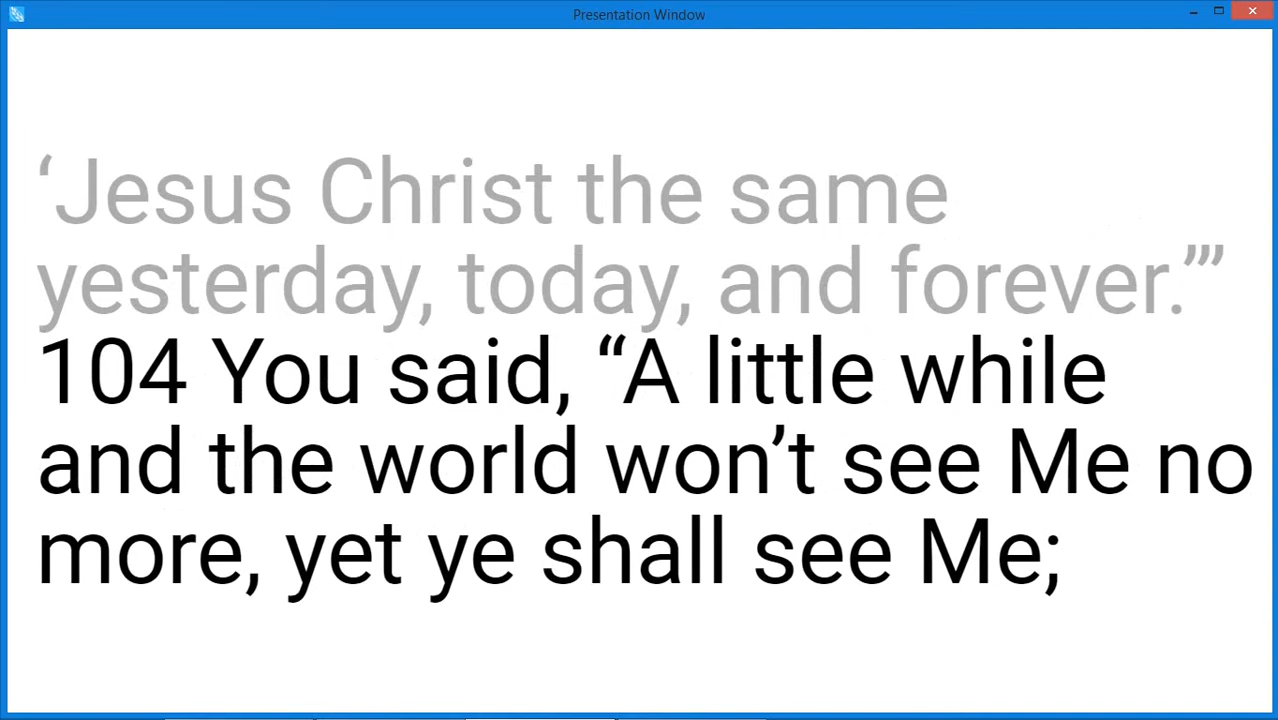 Presentation Window
‘Jesus Christ the same
yesterday, today, and forever.’”
104 You said, “A little while
and the world won’t see Me no
more, yet ye shall see Me;